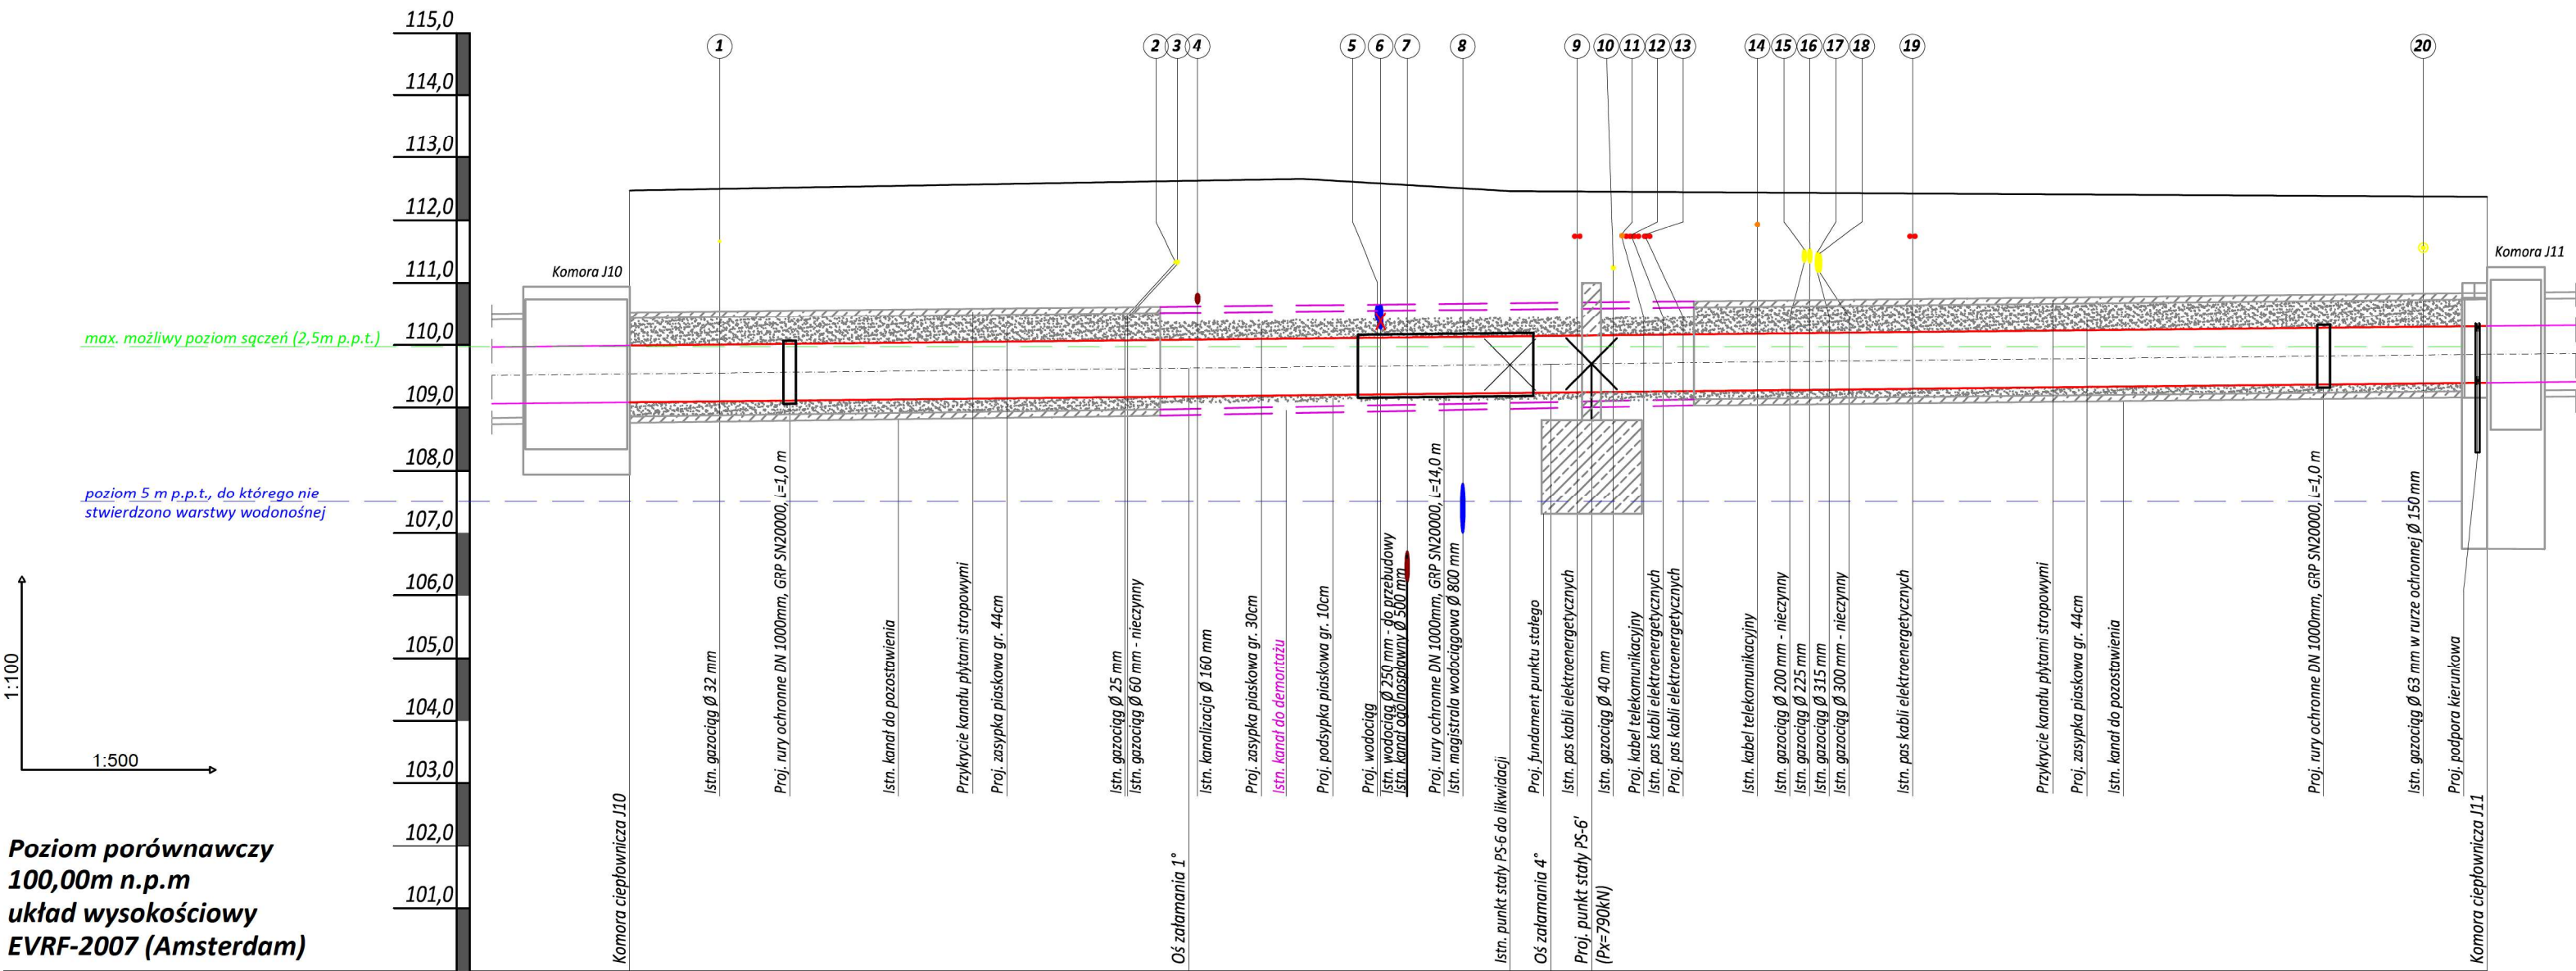 115,0
114,0
113,0
112,0
111,0
110,0
109,0
108,0
107,0
106,0
105,0
104,0
103,0
102,0
101,0
1
2
3
4
5
6
7
8
9
10
11
12
13
14
15
16
17
18
19
20
Komora J10
Komora J11
max. możliwy poziom sączeń (2,5m p.p.t.)
poziom 5 m p.p.t., do którego nie
stwierdzono warstwy wodonośnej
1:100
1:500
Poziom porównawczy
100,00m n.p.m
układ wysokościowy
EVRF-2007 (Amsterdam)
Komora ciepłownicza J10
Istn. gazociąg Ø 32 mm
Proj. rury ochronne DN 1000mm, GRP SN20000, L=1,0 m
Istn. kanał do pozostawienia
Przykrycie kanału płytami stropowymi
Proj. zasypka piaskowa gr. 44cm
Istn. gazociąg Ø 25 mm
Istn. gazociąg Ø 60 mm - nieczynny
Oś załamania 1°
Istn. kanalizacja Ø 160 mm
Proj. zasypka piaskowa gr. 30cm
Istn. kanał do demontażu
Proj. podsypka piaskowa gr. 10cm
Proj. wodociąg
Istn. wodociąg Ø 250 mm - do przebudowy
Istn. kanał ogólnospławny Ø 500 mm
Proj. rury ochronne DN 1000mm, GRP SN20000, L=14,0 m
Istn. magistrala wodociągowa Ø 800 mm
Istn. punkt stały PS-6 do likwidacji
Proj. fundament punktu stałego
Oś załamania 4°
Istn. pas kabli elektroenergetycznych
Proj. punkt stały PS-6'
(Px=790kN)
Istn. gazociąg Ø 40 mm
Proj. kabel telekomunikacyjny
Istn. pas kabli elektroenergetycznych
Proj. pas kabli elektroenergetycznych
Istn. kabel telekomunikacyjny
Istn. gazociąg Ø 200 mm - nieczynny
Istn. gazociąg Ø 225 mm
Istn. gazociąg Ø 315 mm
Istn. gazociąg Ø 300 mm - nieczynny
Istn. pas kabli elektroenergetycznych
Przykrycie kanału płytami stropowymi
Proj. zasypka piaskowa gr. 44cm
Istn. kanał do pozostawienia
Proj. rury ochronne DN 1000mm, GRP SN20000, L=1,0 m
Istn. gazociąg Ø 63 mm w rurze ochronnej Ø 150 mm
Proj. podpora kierunkowa
Komora ciepłownicza J11